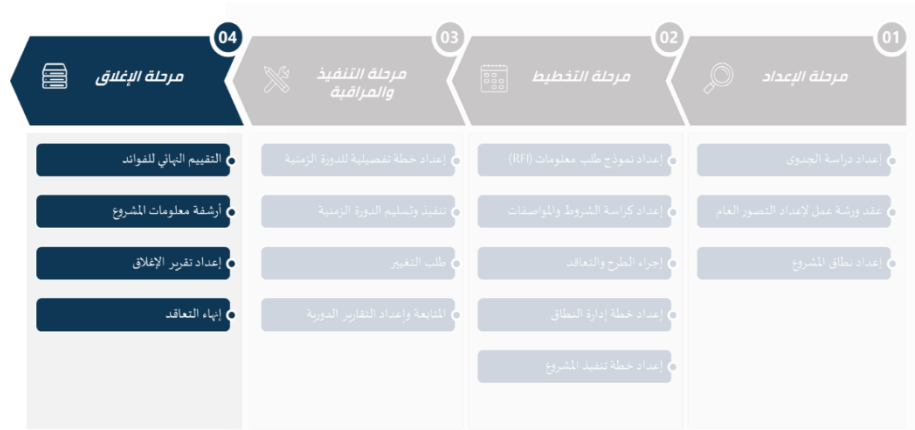 01
مرحلة الإعداد
إعداد دراسة الجدوى
عقد ورشة عمل لإعداد التصور العام
إعداد نطاق المشروع
02
مرحلة التخطيط
إعداد نموذج طلب معلومات (RFI)
إعداد كراسة الشروط والمواصفات
إجراء الطرح والتعاقد
إعداد خطة إدارة النطاق
إعداد خطة تنفيذ المشروع
03
مرحلة التنفيذ
والمراقبة
إعداد خطة تفصيلية للدورة الزمنية
تنفيذ وتسليم الدورة الزمنية
طلب التغيير
المتابعة وإعداد التقارير الدورية
04
مرحلة الإغلاق
التقييم النهائي للفوائد
أرشفة معلومات المشروع
إعداد تقرير الإغلاق
إنهاء التعاقد